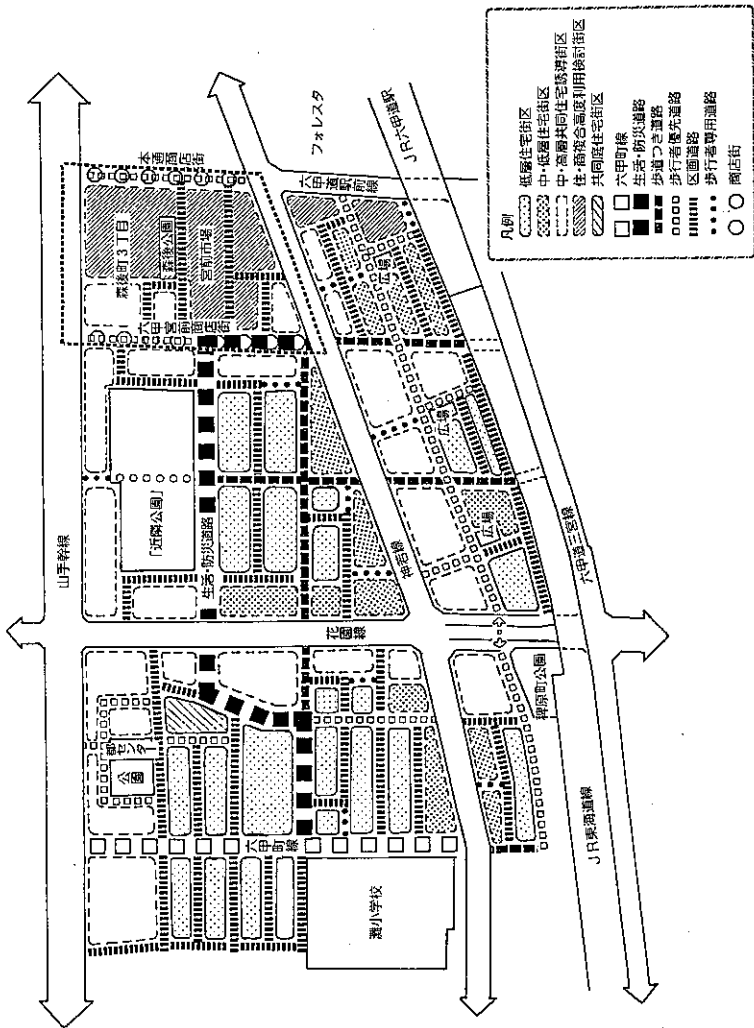 山手幹線
本通商店街
森後町3丁目
森後公園
宮前市場
六甲宮前商店街
フォレスタ
六甲道駅前線
JR六甲道駅
「近隣公園」
生活・防災道路
花園線
神若線
広場
広場
広場
六甲道三宮線
JR東海道線
公園
六甲町線
灘小学校
凡例
低層住宅街区
中・低層住宅街区
中・高層共同住宅誘導街区
住・商複合高度利用検討街区
共同庭住宅街区
六甲町線
生活・防災道路
歩道つき道路
歩行者優先道路
区画道路
歩行者専用道路
商店街